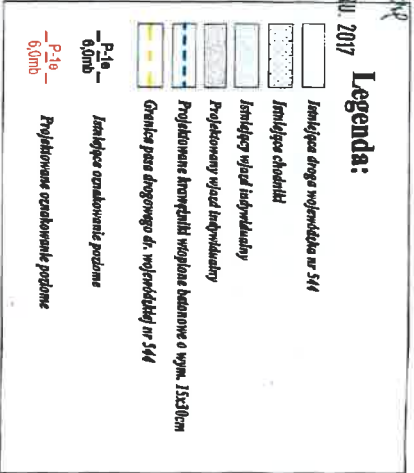 U. 2017
Legenda:
Istniejąca droga wojewódzka nr 544
Istniejące chodniki
Istniejący wjazd indywidualny
Projektowany wjazd indywidualny
Projektowane krawężniki wtopione betonowe o wym. 15x30cm
Granica pasa drogowego dr. wojewódzkiej nr 544
P-1e
6,0mb
Istniejące oznakowanie poziome
P-1e
6,0mb
Projektowane oznakowanie poziome